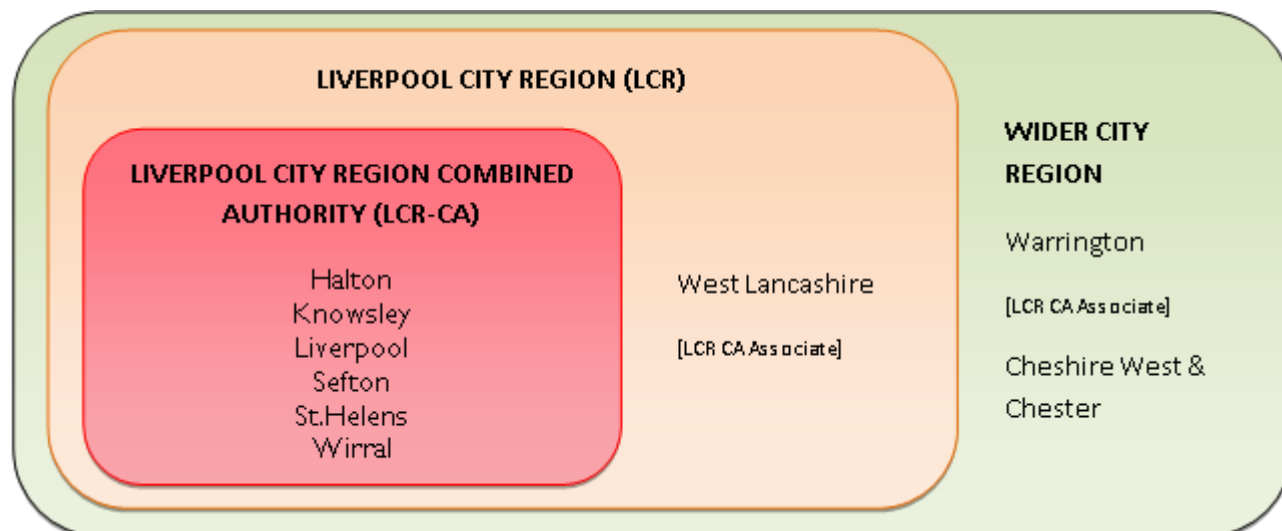 LIVERPOOL CITY REGION (LCR)
LIVERPOOL CITY REGION COMBINED
AUTHORITY (LCR-CA)
Halton
Knowsley
Liverpool
Sefton
St.Helens
Wirral
West Lancashire
[LCR CA Associate]
WIDER CITY
REGION
Warrington
[LCR CA Associate]
Cheshire West &
Chester